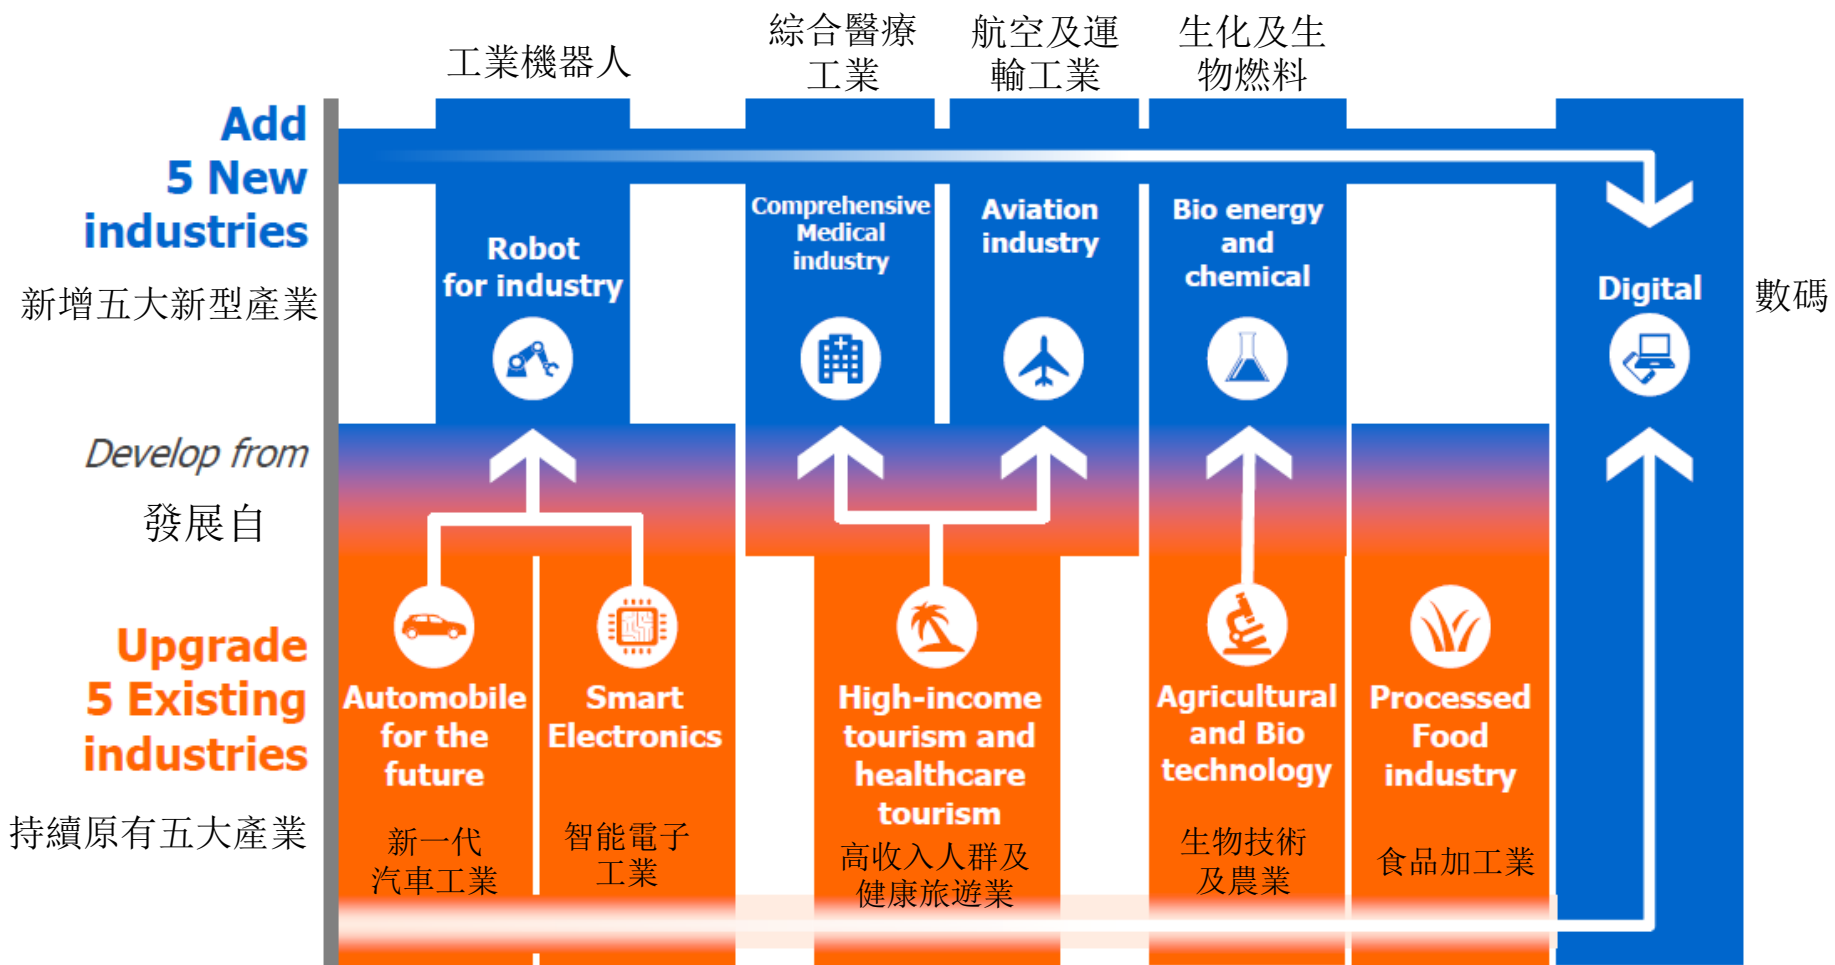 工業機器人
綜合醫療
工業
航空及運
輸工業
生化及生
物燃料
Add
5 New
industries
新增五大新型產業
Robot
for industry
Comprehensive
Medical
industry
Aviation
industry
Bio energy
and
chemical
Digital
數碼
Develop from
發展自
Upgrade
5 Existing
industries
持續原有五大產業
Automobile
for the
future
新一代
汽車工業
Smart
Electronics
智能電子
工業
High-income
tourism and
healthcare
tourism
高收入人群及
健康旅遊業
Agricultural
and Bio
technology
生物技術
及農業
Processed
Food
industry
食品加工業